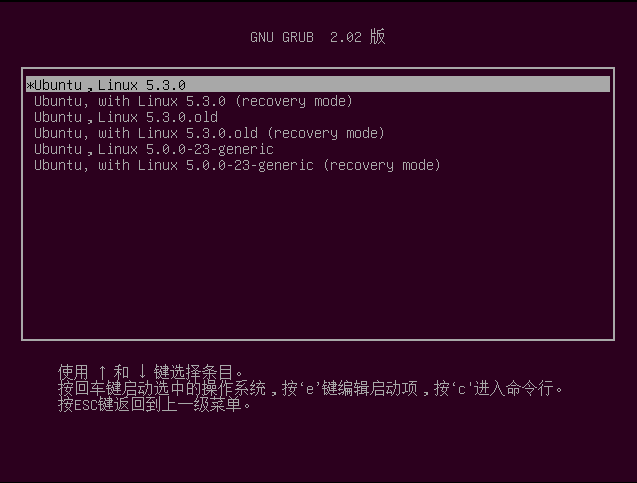 GNU GRUB  2.02 版
*Ubuntu，Linux 5.3.0
Ubuntu, with Linux 5.3.0 (recovery mode)
Ubuntu，Linux 5.3.0.old
Ubuntu, with Linux 5.3.0.old (recovery mode)
Ubuntu，Linux 5.0.0-23-generic
Ubuntu, with Linux 5.0.0-23-generic (recovery mode)
使用 ↑ 和 ↓ 键选择条目。
按回车键启动选中的操作系统，按‘e’键编辑启动项，按‘c'进入命令行。
按ESC键返回到上一级菜单。